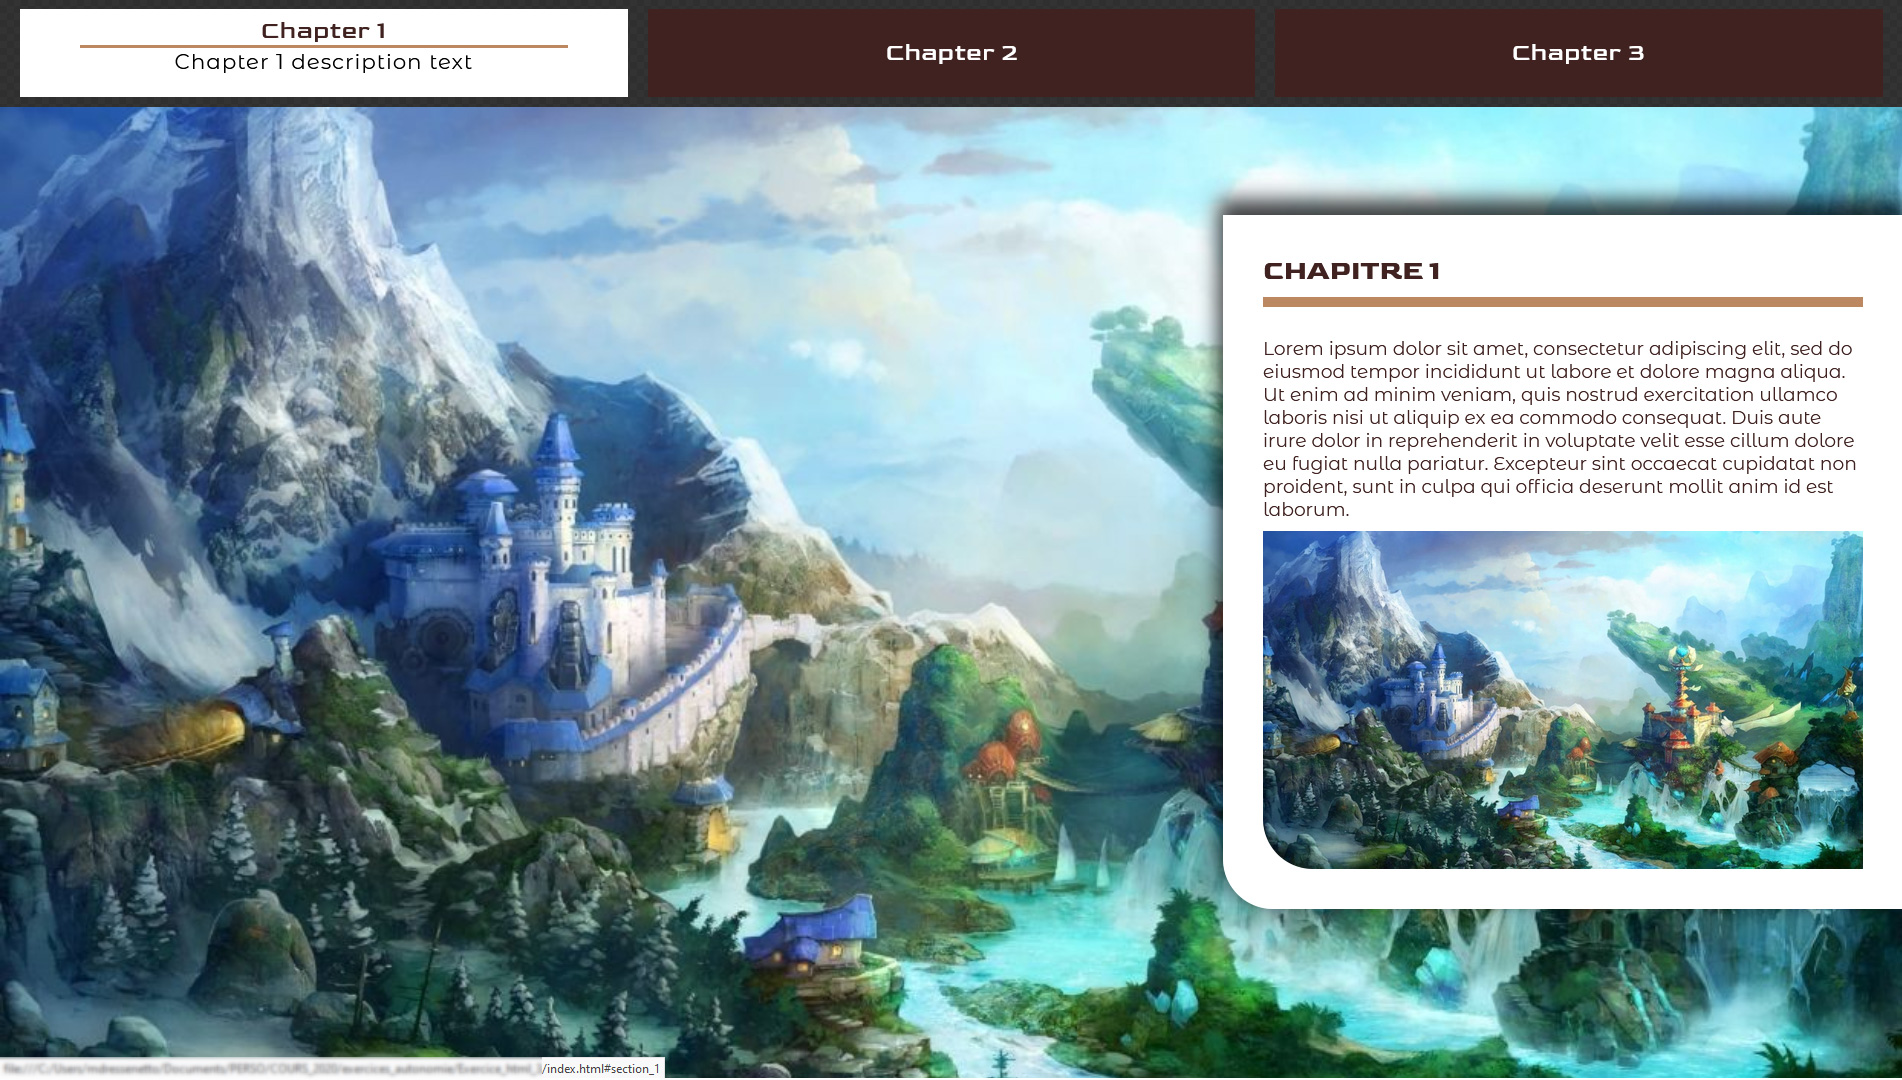 Chapter 1
Chapter 1 description text
Chapter 2
Chapter 3
CHAPITRE 1
Lorem ipsum dolor sit amet, consectetur adipiscing elit, sed do
eiusmod tempor incididunt ut labore et dolore magna aliqua.
Ut enim ad minim veniam, quis nostrud exercitation ullamco
laboris nisi ut aliquip ex ea commodo consequat. Duis aute
irure dolor in reprehenderit in voluptate velit esse cillum dolore
eu fugiat nulla pariatur. Excepteur sint occaecat cupidatat non
proident, sunt in culpa qui officia deserunt mollit anim id est
laborum.
/index.html#section_1